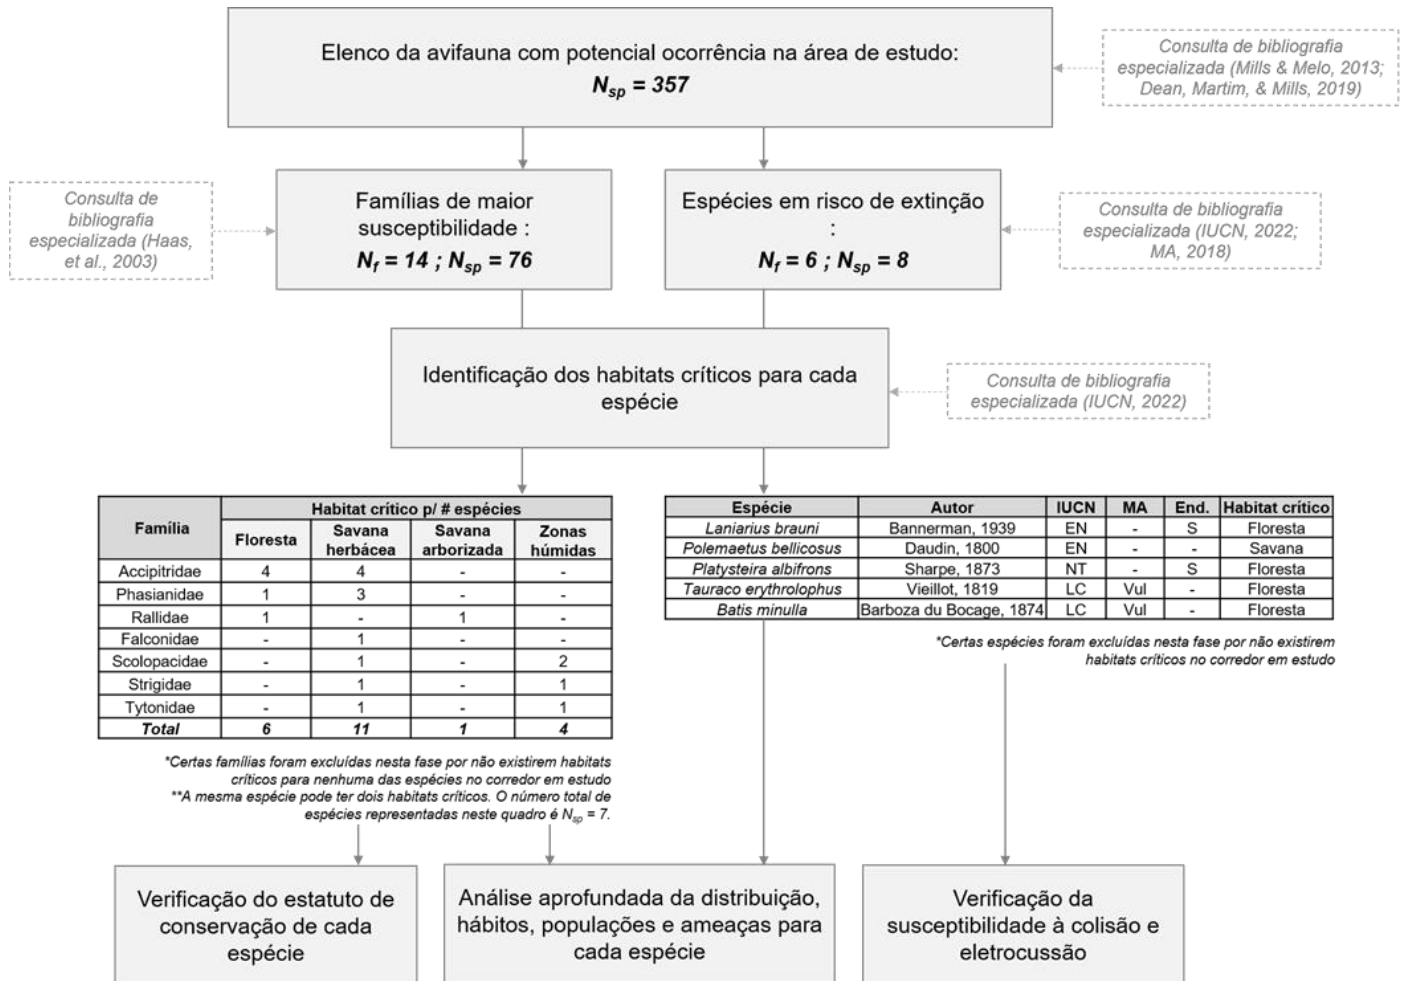 Elenco da avifauna com potencial ocorrência na área de estudo:
N_sp = 357
Consulta de bibliografia
especializada (Mills & Melo, 2013;
Dean, Martim, & Mills, 2019)
Consulta de
bibliografia
especializada (Haas,
et al., 2003)
Famílias de maior
susceptibilidade :
N_f = 14 ; N_sp = 76
Espécies em risco de extinção
:
N_f = 6 ; N_sp = 8
Consulta de bibliografia
especializada (IUCN, 2022;
MA, 2018)
Identificação dos habitats críticos para cada
espécie
Consulta de bibliografia
especializada (IUCN, 2022)
Família Habitat crítico p/ # espécies
Floresta Savana herbácea Savana arborizada Zonas húmidas
Accipitridae 4 4 - -
Phasianidae 1 3 - -
Rallidae 1 - 1 -
Falconidae - 1 - -
Scolopacidae - 1 - 2
Strigidae - 1 - 1
Tytonidae - 1 - 1
Total 6 11 1 4
*Certas famílias foram excluídas nesta fase por não existirem habitats
críticos para nenhuma das espécies no corredor em estudo
**A mesma espécie pode ter dois habitats críticos. O número total de
espécies representadas neste quadro é N_sp = 7.
Espécie Autor IUCN MA End. Habitat crítico
Laniarius brauni Bannerman, 1939 EN - S Floresta
Polemaetus bellicosus Daudin, 1800 EN - - Savana
Platysteira albifrons Sharpe, 1873 NT - S Floresta
Tauraco erythrolophus Vieillot, 1819 LC Vul - Floresta
Batis minulla Barboza du Bocage, 1874 LC Vul - Floresta
*Certas espécies foram excluídas nesta fase por não existirem
habitats críticos no corredor em estudo
Verificação do estatuto de
conservação de cada
espécie
Análise aprofundada da distribuição,
hábitos, populações e ameaças para
cada espécie
Verificação da
susceptibilidade à colisão e
eletrocussão